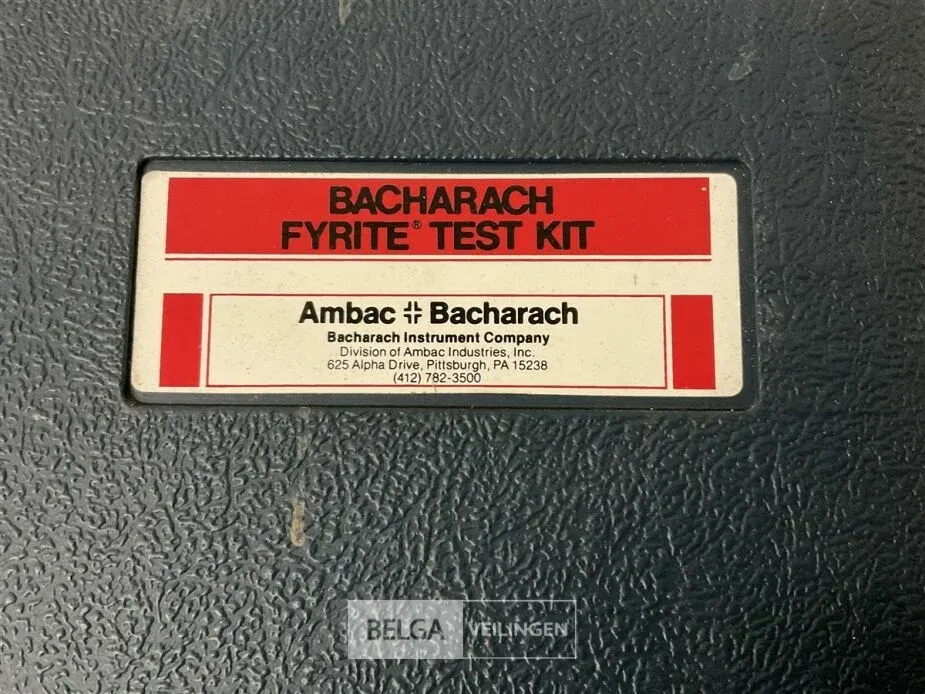 BACHARACH
FYRITE® TEST KIT
Ambac Bacharach
Bacharach Instrument Company
Division of Ambac Industries, Inc.
625 Alpha Drive, Pittsburgh, PA 15238
(412) 782-3500
BELGA VEILINGEN